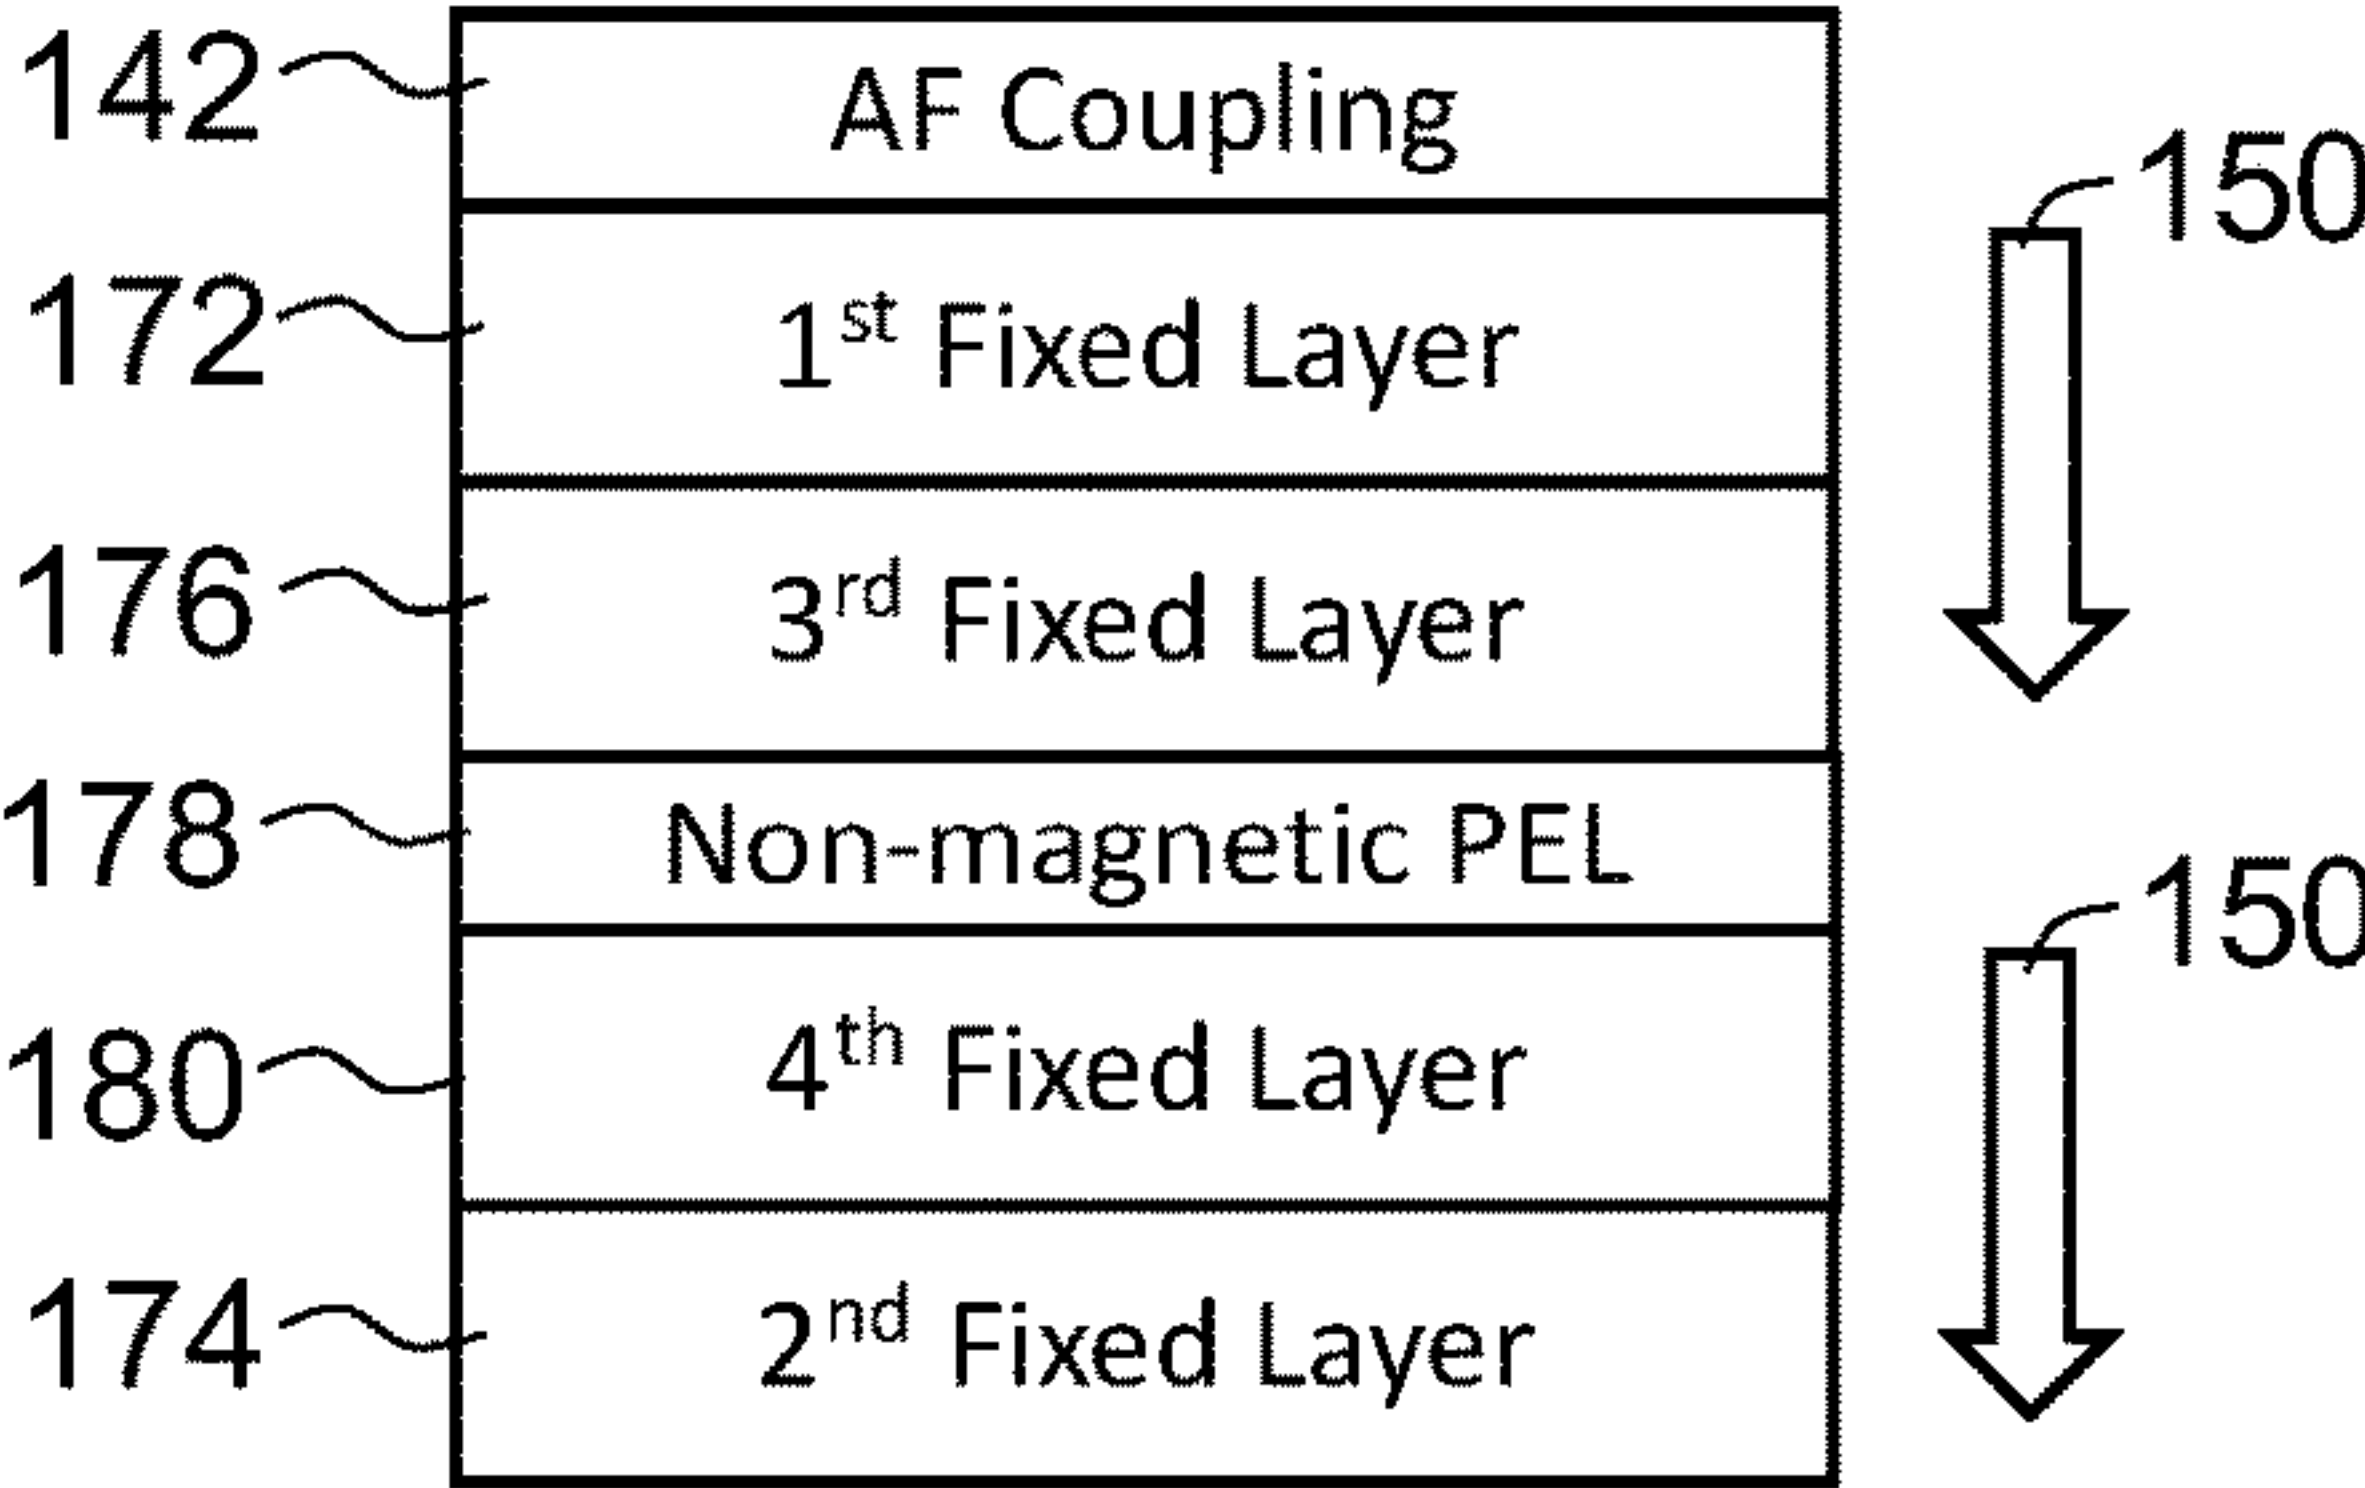 142 AF Coupling
150
172 1st Fixed Layer
176 3rd Fixed Layer
178 Non-magnetic PEL
150
180 4th Fixed Layer
174 2nd Fixed Layer